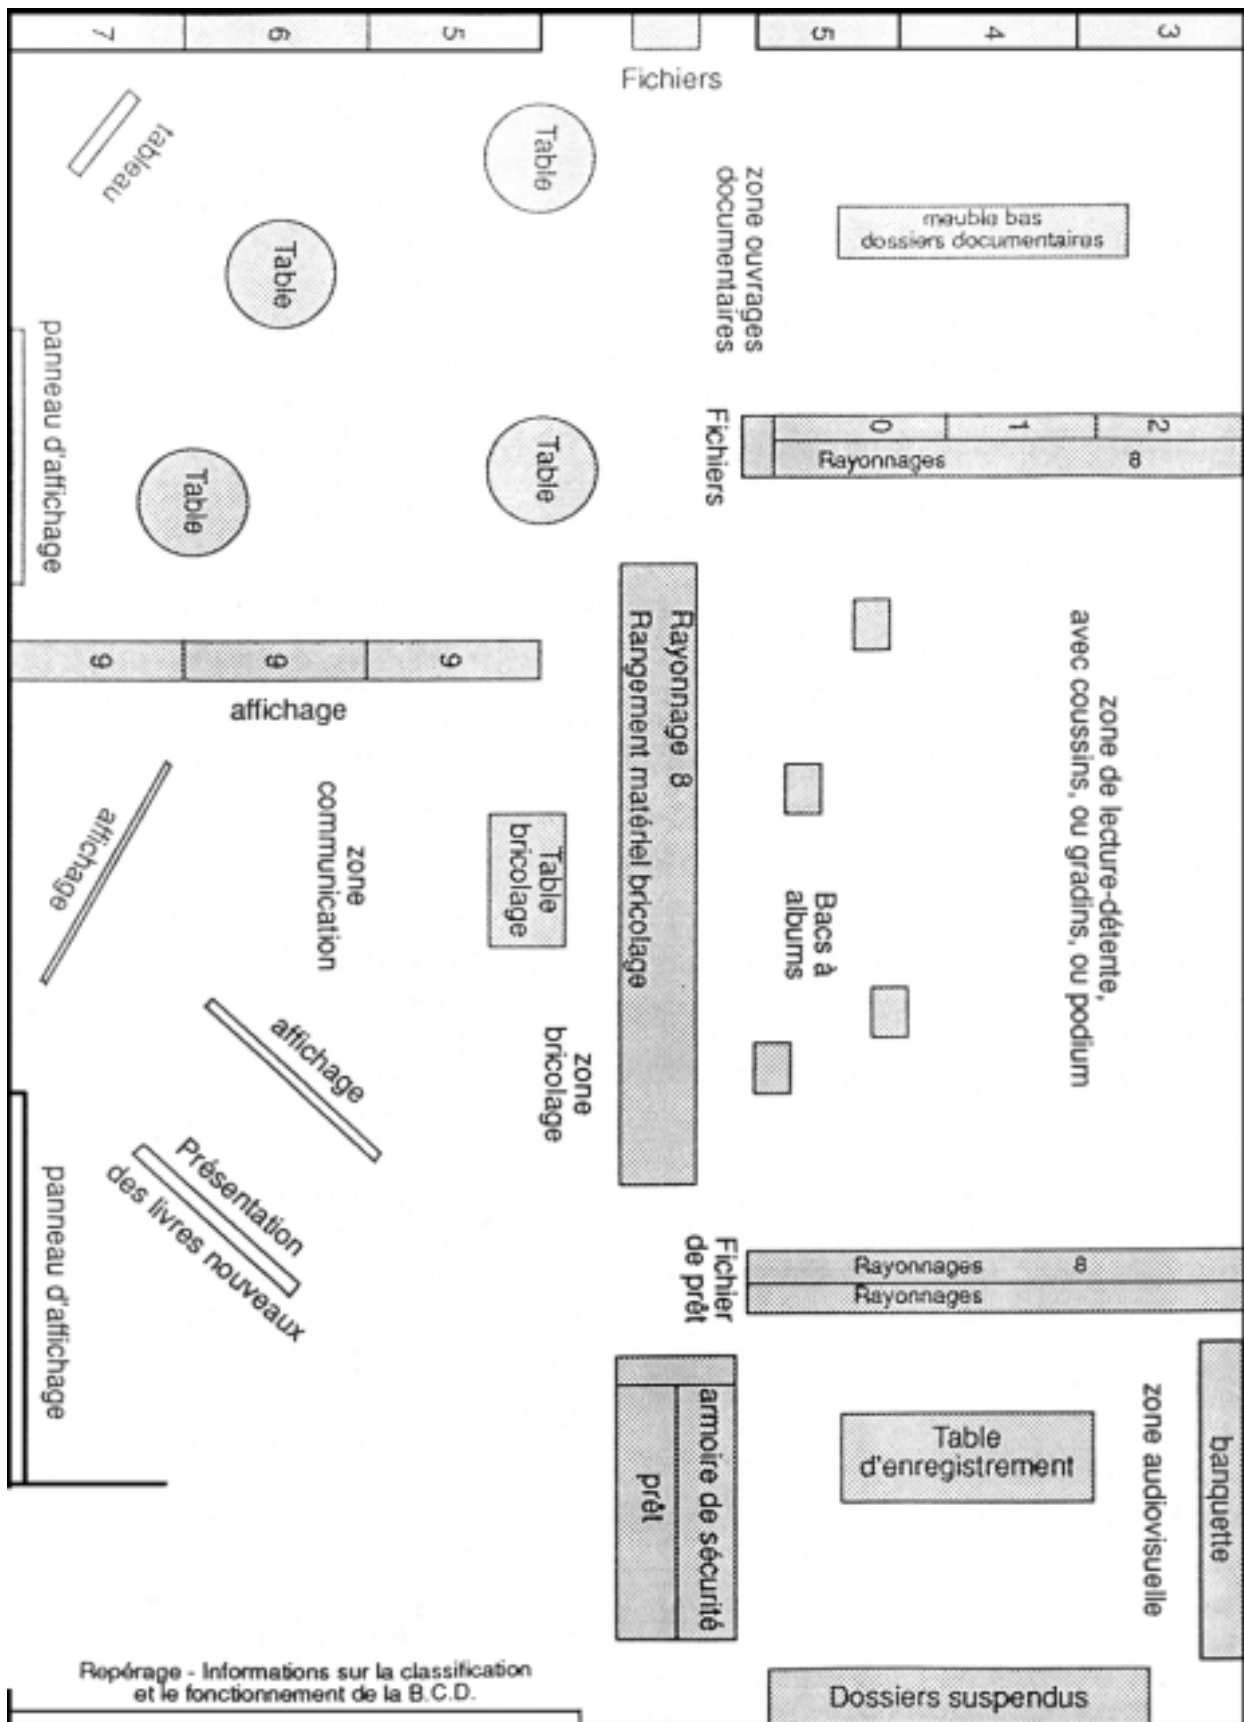 7
6
5
5
4
3
Fichiers
tableau
Table
Table
Table
Table
zone ouvrages
documentaires
meuble bas
dossiers documentaires
panneau d'affichage
Fichiers
0
1
2
Rayonnages
8
9
9
9
affichage
Rayonnage 8
Rangement matériel bricolage
zone de lecture-détente,
avec coussins, ou gradins, ou podium
affichage
zone
communication
Table
bricolage
Bacs à
albums
affichage
zone
bricolage
Présentation
des livres nouveaux
panneau d'affichage
Fichier
de prêt
Rayonnages
8
Rayonnages
armoire de sécurité
prêt
Table
d'enregistrement
zone audiovisuelle
banquette
Repérage - Informations sur la classification
et le fonctionnement de la B.C.D.
Dossiers suspendus